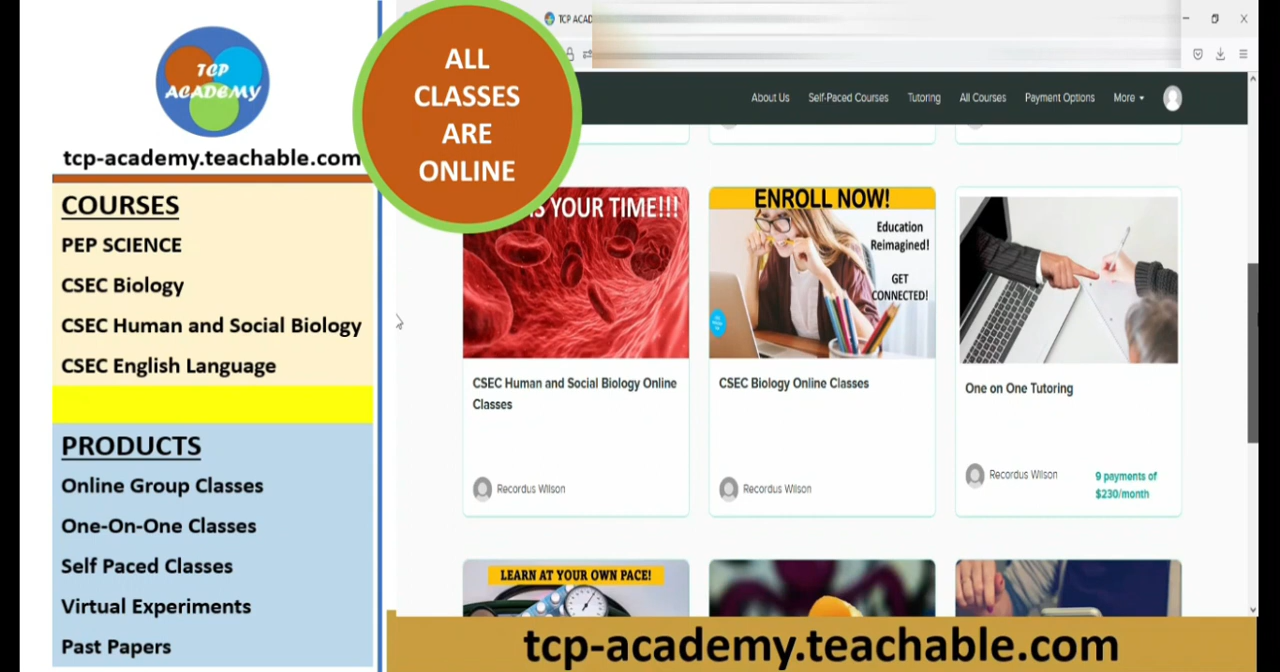 TCP
ACADEMY
tcp-academy.teachable.com
COURSES
PEP SCIENCE
CSEC Biology
CSEC Human and Social Biology
CSEC English Language
PRODUCTS
Online Group Classes
One-On-One Classes
Self Paced Classes
Virtual Experiments
Past Papers
ALL
CLASSES
ARE
ONLINE
TCP ACAD
About Us Self-Paced Courses Tutoring All Courses Payment Options More
IS YOUR TIME!!!
CSEC Human and Social Biology Online
Classes
Recordus Wilson
ENROLL NOW!
Education
Reimagined!
GET
CONNECTED!
CSEC Biology Online Classes
Recordus Wilson
One on One Tutoring
Recordus Wilson
9 payments of
$230/month
LEARN AT YOUR OWN PACE!
tcp-academy.teachable.com